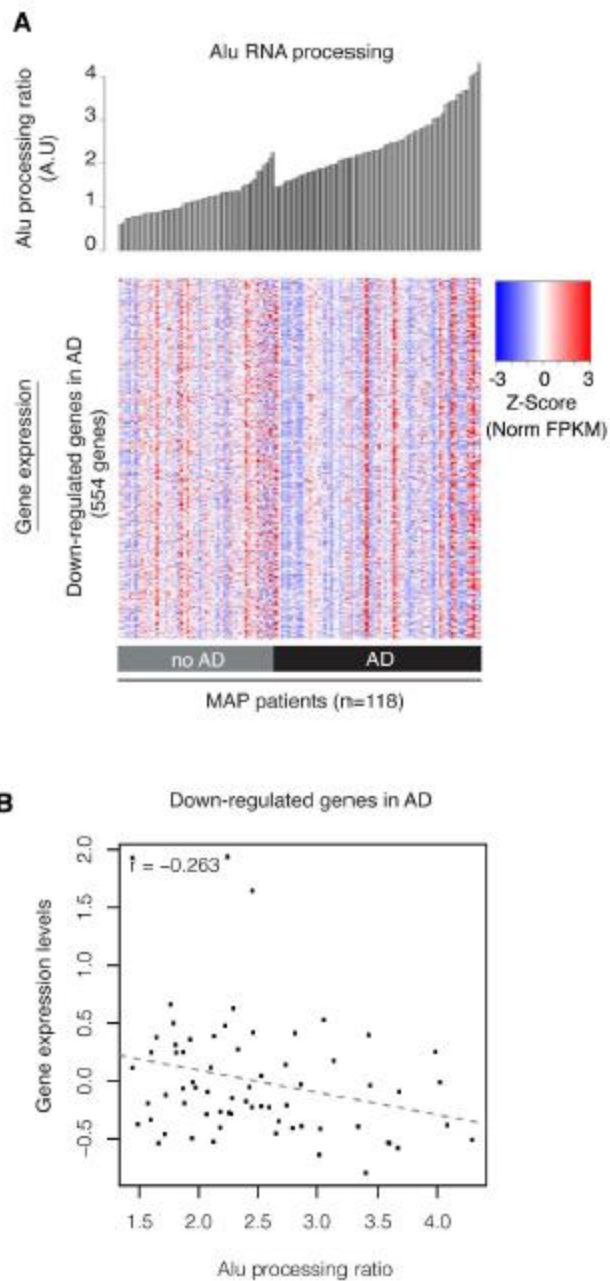 A
Alu RNA processing
Alu processing ratio
(A.U)
4
3
2
1
0
Gene expression
Down-regulated genes in AD
(554 genes)
-3 0 3
Z-Score
(Norm FPKM)
no AD AD
MAP patients (n=118)
B
Down-regulated genes in AD
r = −0.263
Gene expression levels
2.0
1.5
1.0
0.5
0.0
−0.5
1.5 2.0 2.5 3.0 3.5 4.0
Alu processing ratio